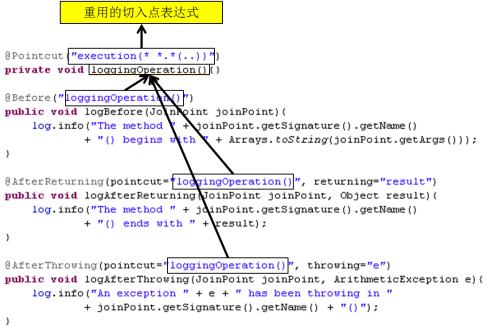 重用的切入点表达式
@Pointcut("execution(* *.*(..))")
private void loggingOperation(){}
@Before("loggingOperation()")
public void logBefore(JoinPoint joinPoint){
log.info("The method " + joinPoint.getSignature().getName()
+ "() begins with " + Arrays.toString(joinPoint.getArgs()));
}
@AfterReturning(pointcut="loggingOperation()", returning="result")
public void logAfterReturning(JoinPoint joinPoint, Object result){
log.info("The method " + joinPoint.getSignature().getName()
+ "() ends with " + result);
}
@AfterThrowing(pointcut="loggingOperation()", throwing="e")
public void logAfterThrowing(JoinPoint joinPoint, ArithmeticException e){
log.info("An exception " + e + " has been throwing in "
+ joinPoint.getSignature().getName() + "()");
}